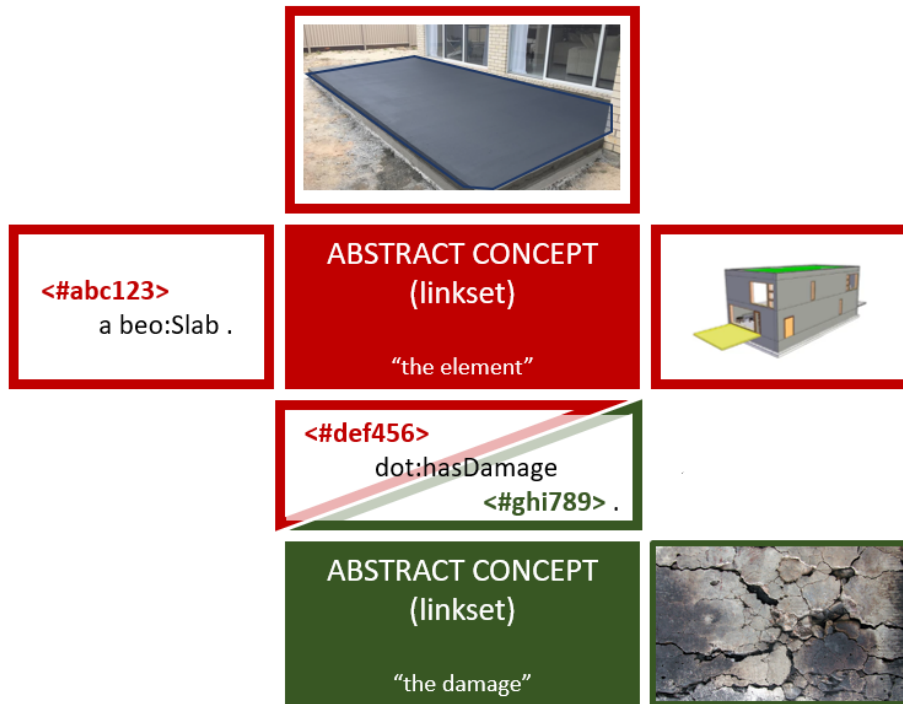 <#abc123>
a beo:Slab .
ABSTRACT CONCEPT
(linkset)
“the element”
<#def456>
dot:hasDamage
<#ghi789> .
ABSTRACT CONCEPT
(linkset)
“the damage”